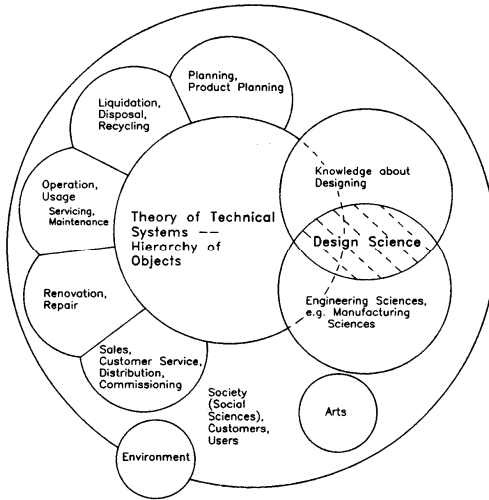 Planning,
Product Planning
Liquidation,
Disposal,
Recycling
Knowledge about
Designing
Operation,
Usage
Servicing,
Maintenance
Theory of Technical
Systems --
Hierarchy of
Objects
Design Science
Renovation,
Repair
Engineering Sciences,
e.g. Manufacturing
Sciences
Sales,
Customer Service,
Distribution,
Commissioning
Society
(Social
Sciences),
Customers,
Users
Arts
Environment